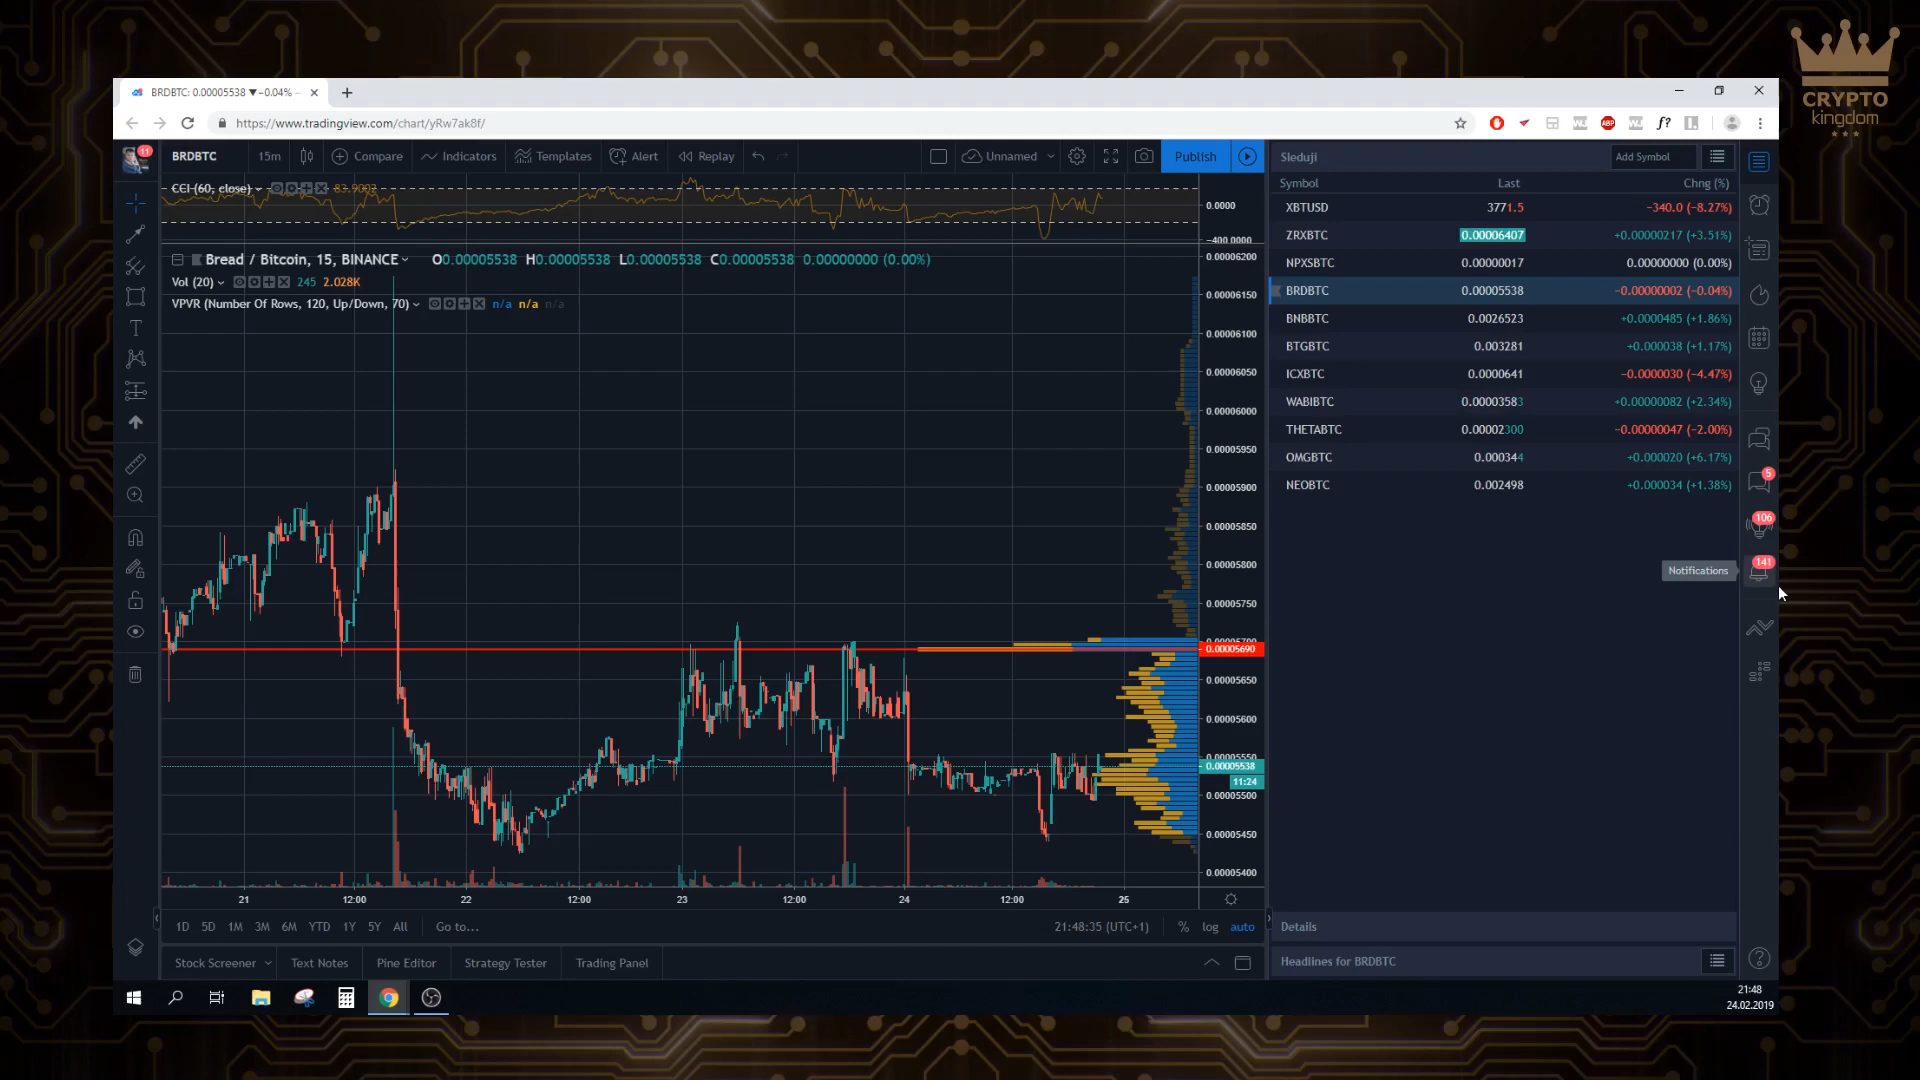 CRYPTO
kingdom
BRDBTC: 0.00005538 ▼−0.04% −
https://www.tradingview.com/chart/yRw7ak8f/
11
BRDBTC 15m Compare Indicators Templates Alert Replay Unnamed Publish
CCI (60, close) 83.9002
0.0000
−400.0000
Bread / Bitcoin, 15, BINANCE O0.00005538 H0.00005538 L0.00005538 C0.00005538 0.00000000 (0.00%)
Vol (20) 245 2.028K
VPVR (Number Of Rows, 120, Up/Down, 70) n/a n/a n/a
0.00006200
0.00006150
0.00006100
0.00006050
0.00006000
0.00005950
0.00005900
0.00005850
0.00005800
0.00005750
0.00005700
0.00005690
0.00005650
0.00005600
0.00005550
0.00005538
11:24
0.00005500
0.00005450
0.00005400
21 12:00 22 12:00 23 12:00 24 12:00 25
1D 5D 1M 3M 6M YTD 1Y 5Y All Go to... 21:48:35 (UTC+1) % log auto
Stock Screener Text Notes Pine Editor Strategy Tester Trading Panel
Sleduji Add Symbol
Symbol Last Chng (%)
XBTUSD 3771.5 −340.0 (−8.27%)
ZRXBTC 0.00006407 +0.00000217 (+3.51%)
NPXSBTC 0.00000017 0.00000000 (0.00%)
BRDBTC 0.00005538 −0.00000002 (−0.04%)
BNBBTC 0.0026523 +0.0000485 (+1.86%)
BTGBTC 0.003281 +0.000038 (+1.17%)
ICXBTC 0.0000641 −0.0000030 (−4.47%)
WABIBTC 0.00003583 +0.00000082 (+2.34%)
THETABTC 0.00002300 −0.00000047 (−2.00%)
OMGBTC 0.000344 +0.000020 (+6.17%)
NEOBTC 0.002498 +0.000034 (+1.38%)
5
106
141
Notifications
Details
Headlines for BRDBTC
ABP
f?
21:48
24.02.2019